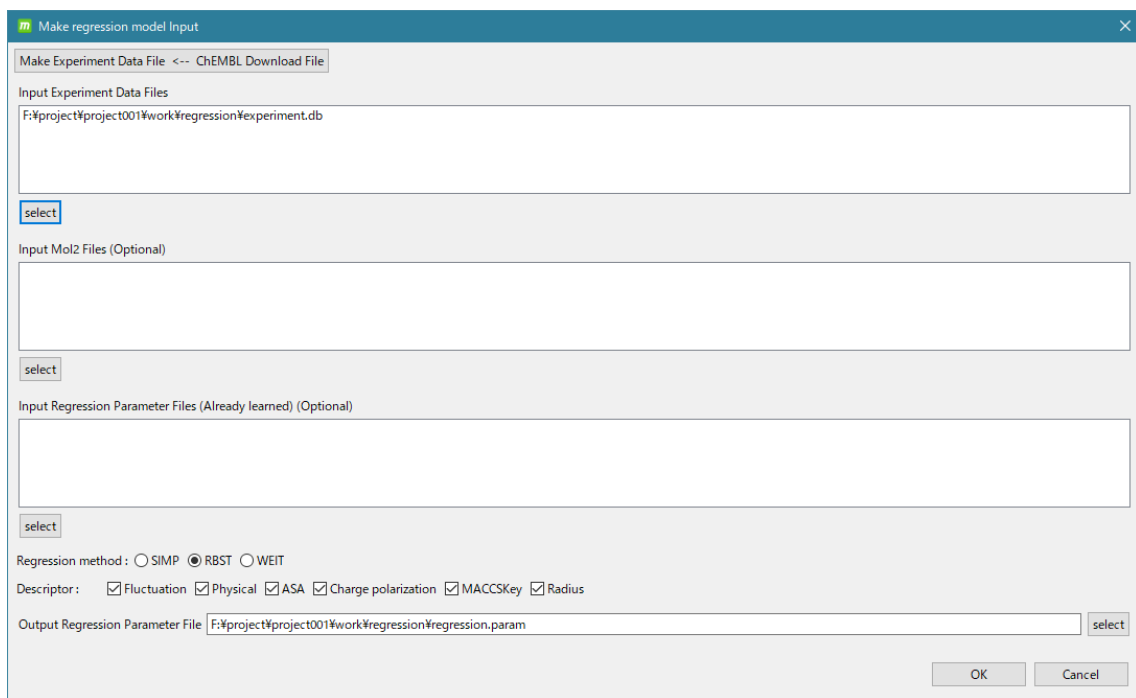 m Make regression model Input
Make Experiment Data File <-- ChEMBL Download File
Input Experiment Data Files
F:¥project¥project001¥work¥regression¥experiment.db
select
Input Mol2 Files (Optional)
select
Input Regression Parameter Files (Already learned) (Optional)
select
Regression method : SIMP RBST WEIT
Descriptor : Fluctuation Physical ASA Charge polarization MACCSKey Radius
Output Regression Parameter File F:¥project¥project001¥work¥regression¥regression.param select
OK Cancel